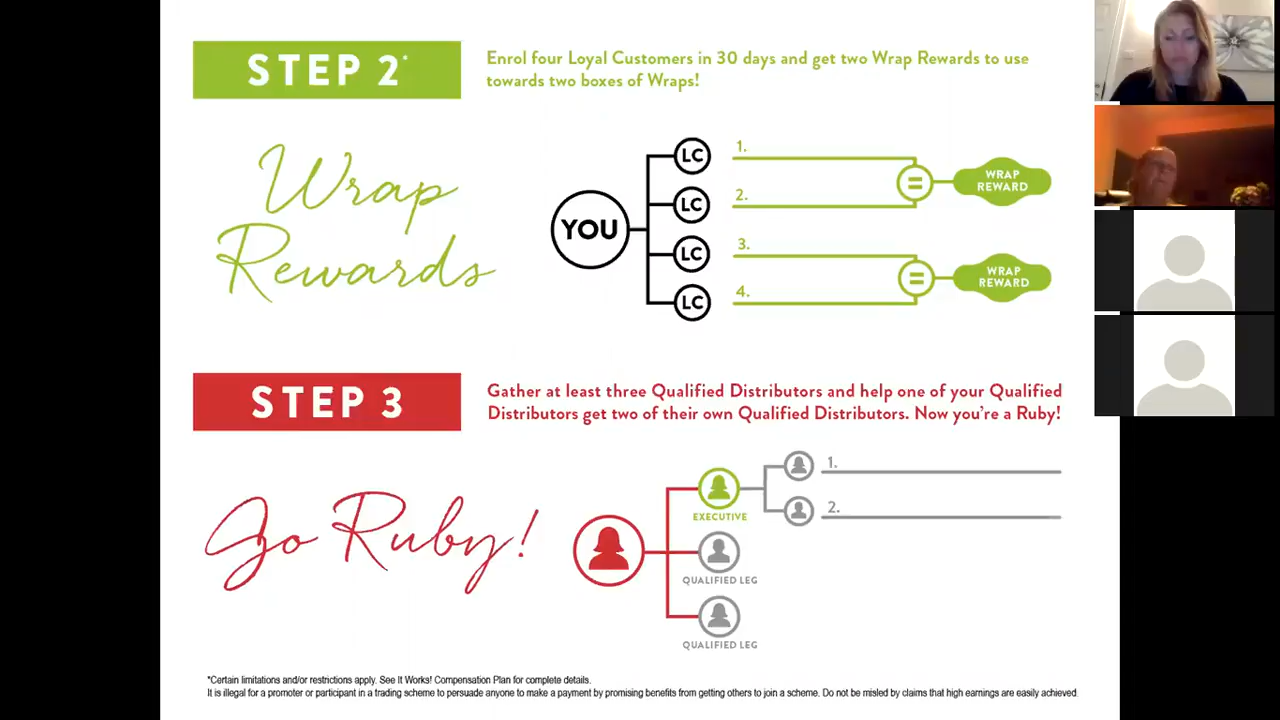 STEP 2*
Enrol four Loyal Customers in 30 days and get two Wrap Rewards to use
towards two boxes of Wraps!
Wrap
Rewards
YOU
LC
LC
LC
LC
1.
2.
3.
4.
=
=
WRAP
REWARD
WRAP
REWARD
STEP 3
Gather at least three Qualified Distributors and help one of your Qualified
Distributors get two of their own Qualified Distributors. Now you're a Ruby!
Go Ruby!
EXECUTIVE
1.
2.
QUALIFIED LEG
QUALIFIED LEG
*Certain limitations and/or restrictions apply. See It Works! Compensation Plan for complete details.
It is illegal for a promoter or participant in a trading scheme to persuade anyone to make a payment by promising benefits from getting others to join a scheme. Do not be misled by claims that high earnings are easily achieved.